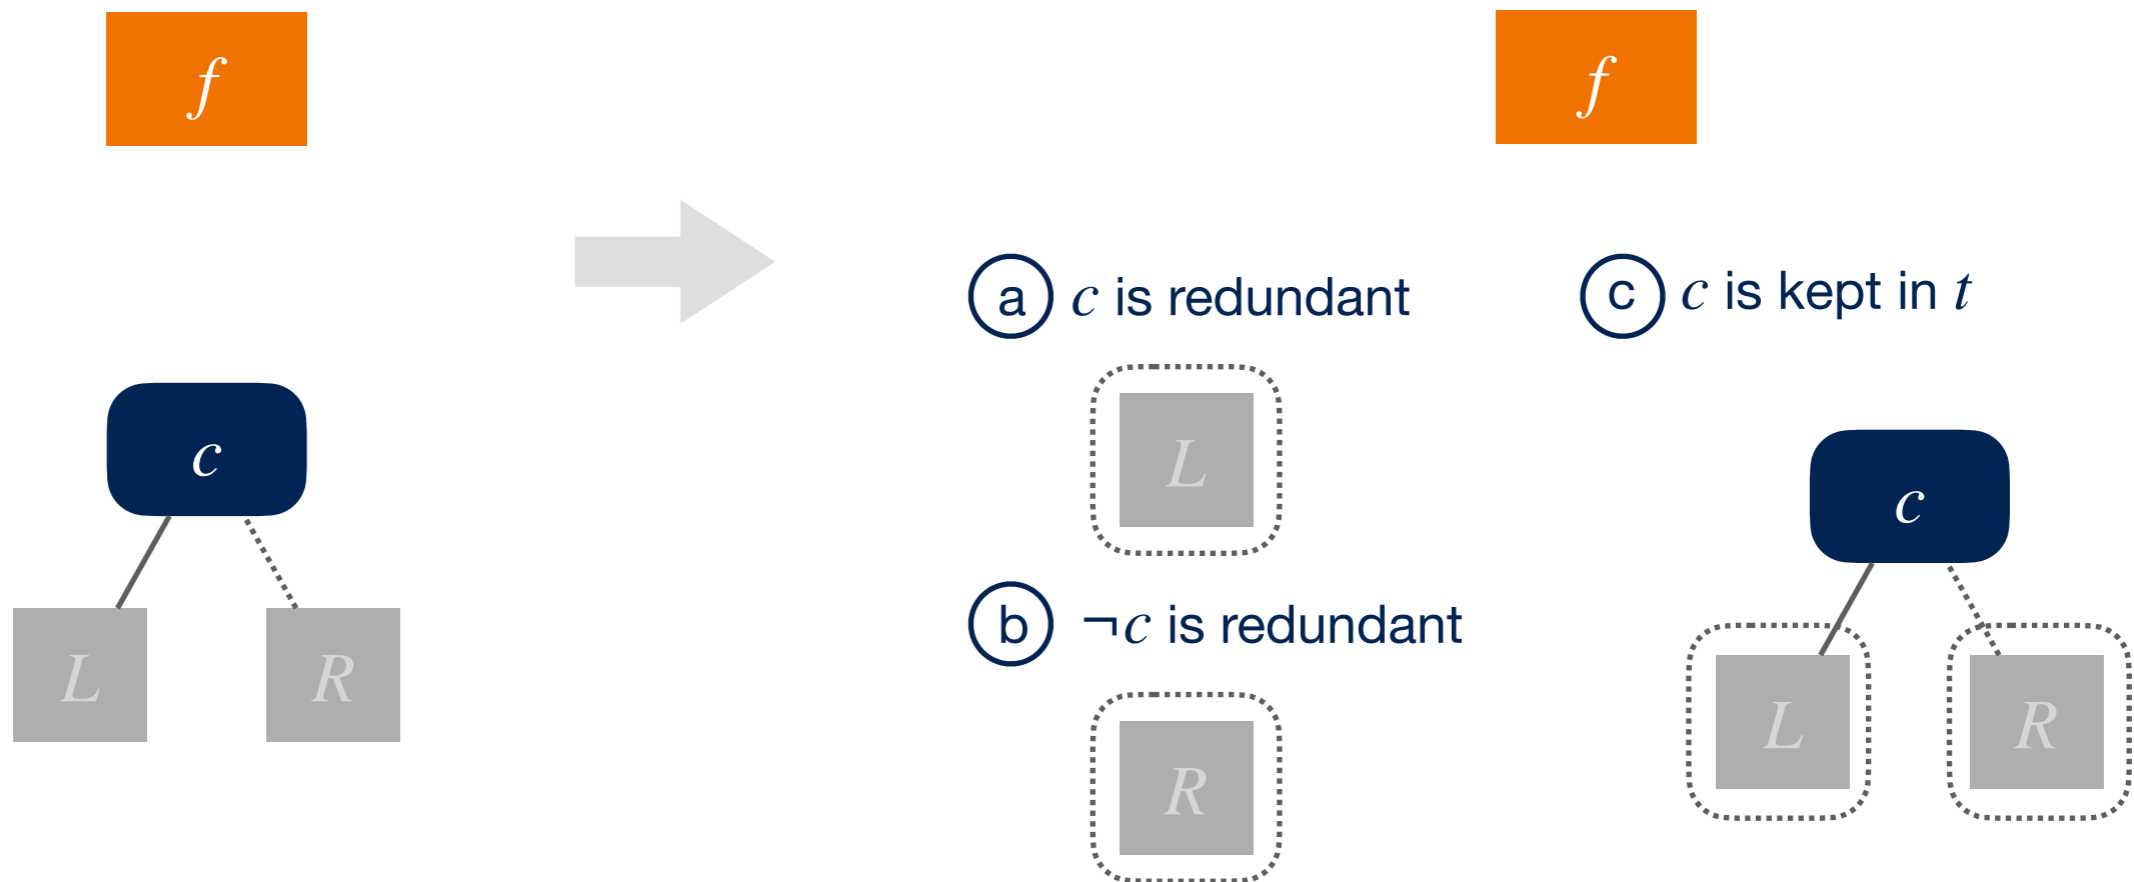 f
c
L R
f
a c is redundant
L
b ¬c is redundant
R
c c is kept in t
c
L R